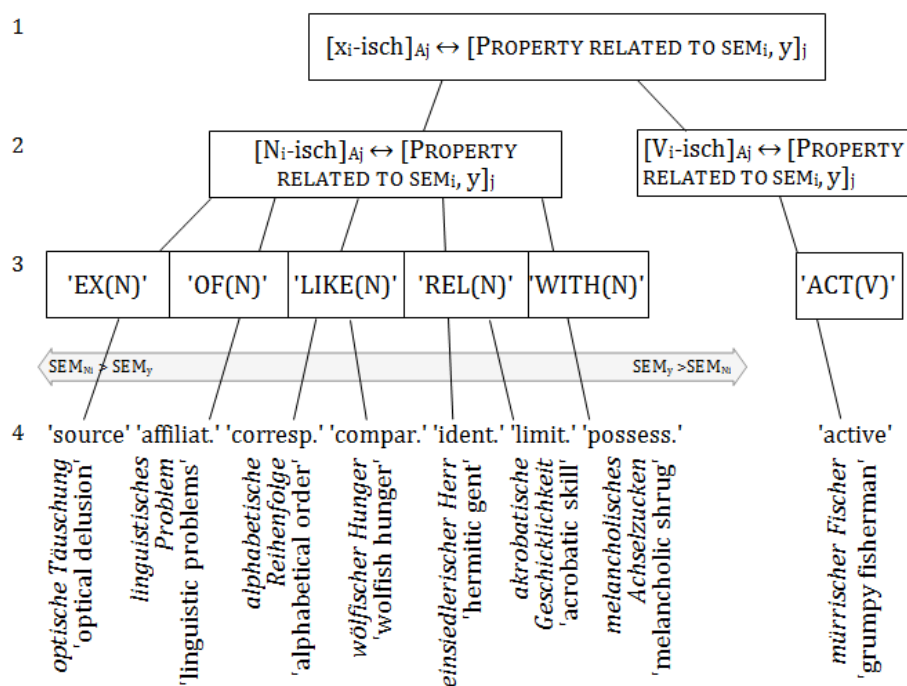 1
[xi-isch]Aj ↔ [PROPERTY RELATED TO SEMi, y]j
2
[Ni-isch]Aj ↔ [PROPERTY
RELATED TO SEMi, y]j
[Vi-isch]Aj ↔ [PROPERTY
RELATED TO SEMi, y]j
3
'EX(N)'
'OF(N)'
'LIKE(N)'
'REL(N)'
'WITH(N)'
'ACT(V)'
SEMNi > SEMy
SEMy >SEMNi
4
'source'
'affiliat.'
'corresp.'
'compar.'
'ident.'
'limit.'
'possess.'
'active'
optische Täuschung
'optical delusion'
linguistisches
Problem
'linguistic problems'
alphabetische
Reihenfolge
'alphabetical order'
wölfischer Hunger
'wolfish hunger'
einsiedlerischer Herr
'hermitic gent'
akrobatische
Geschicklichkeit
'acrobatic skill'
melancholisches
Achselzucken
'melancholic shrug'
mürrischer Fischer
'grumpy fisherman'